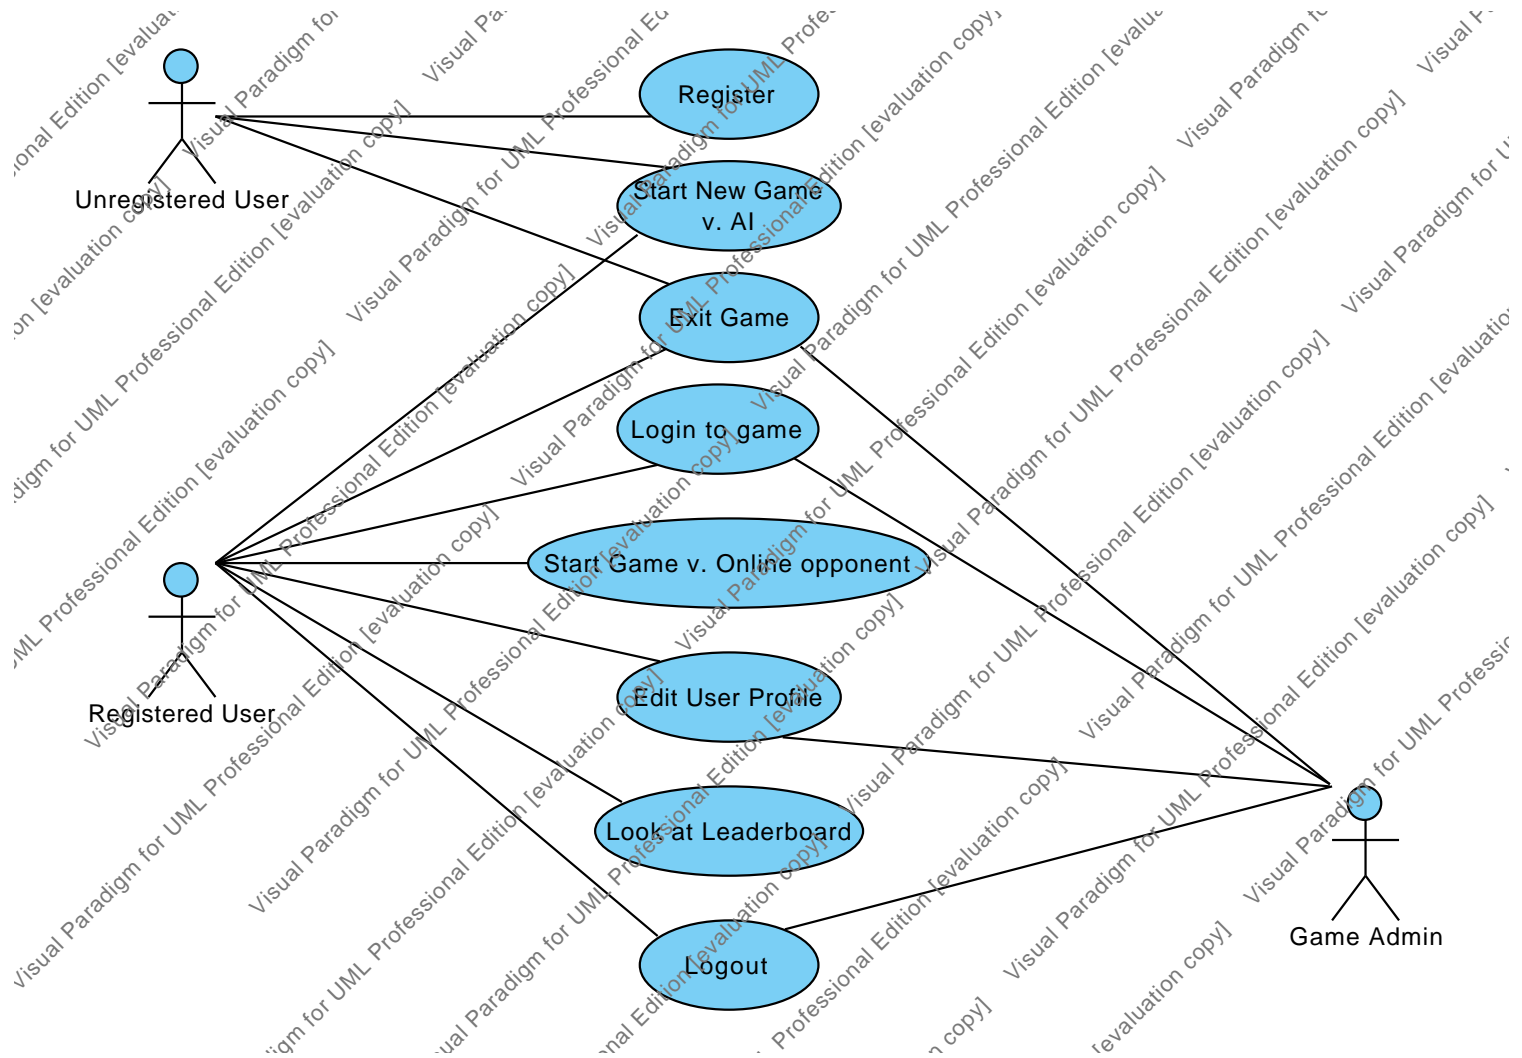 Register
Unregistered User
Start New Game
v. AI
Exit Game
Login to game
Start Game v. Online opponent
Registered User
Edit User Profile
Look at Leaderboard
Game Admin
Logout
Visual Paradigm for UML Professional Edition [evaluation copy]